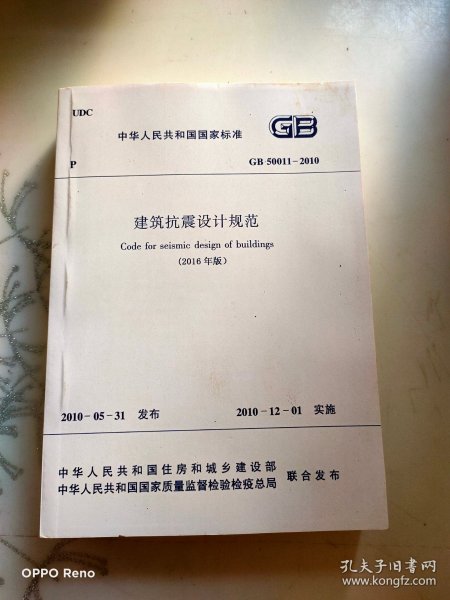 UDC
中华人民共和国国家标准 GB
P GB 50011-2010
建筑抗震设计规范
Code for seismic design of buildings
(2016年版)
2010-05-31 发布 2010-12-01 实施
中华人民共和国住房和城乡建设部
中华人民共和国国家质量监督检验检疫总局 联合发布
OPPO Reno
孔夫子旧书网
www.kongfz.com